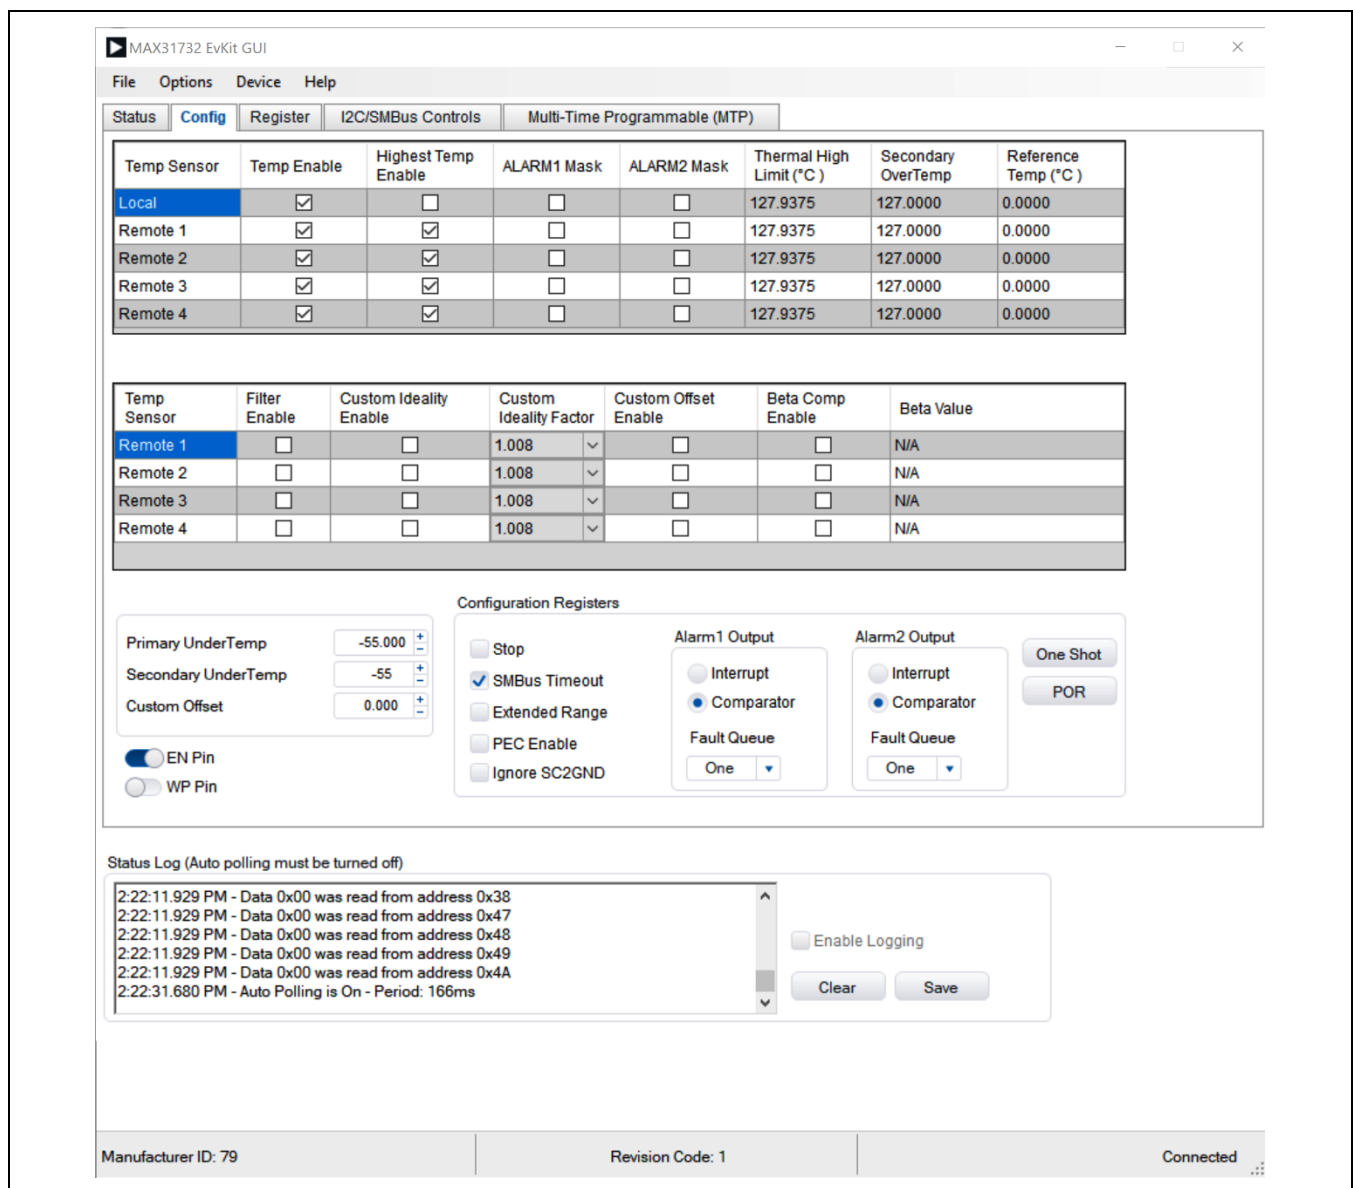 MAX31732 EvKit GUI
File Options Device Help
Status Config Register I2C/SMBus Controls Multi-Time Programmable (MTP)
Temp Sensor Temp Enable Highest Temp Enable ALARM1 Mask ALARM2 Mask Thermal High Limit (°C ) Secondary OverTemp Reference Temp (°C )
Local 127.9375 127.0000 0.0000
Remote 1 127.9375 127.0000 0.0000
Remote 2 127.9375 127.0000 0.0000
Remote 3 127.9375 127.0000 0.0000
Remote 4 127.9375 127.0000 0.0000
Temp Sensor Filter Enable Custom Ideality Enable Custom Ideality Factor Custom Offset Enable Beta Comp Enable Beta Value
Remote 1 1.008 N/A
Remote 2 1.008 N/A
Remote 3 1.008 N/A
Remote 4 1.008 N/A
Primary UnderTemp -55.000
Secondary UnderTemp -55
Custom Offset 0.000
EN Pin
WP Pin
Configuration Registers
Stop
SMBus Timeout
Extended Range
PEC Enable
Ignore SC2GND
Alarm1 Output
Interrupt
Comparator
Fault Queue
One
Alarm2 Output
Interrupt
Comparator
Fault Queue
One
One Shot
POR
Status Log (Auto polling must be turned off)
2:22:11.929 PM - Data 0x00 was read from address 0x38
2:22:11.929 PM - Data 0x00 was read from address 0x47
2:22:11.929 PM - Data 0x00 was read from address 0x48
2:22:11.929 PM - Data 0x00 was read from address 0x49
2:22:11.929 PM - Data 0x00 was read from address 0x4A
2:22:31.680 PM - Auto Polling is On - Period: 166ms
Enable Logging
Clear Save
Manufacturer ID: 79 Revision Code: 1 Connected